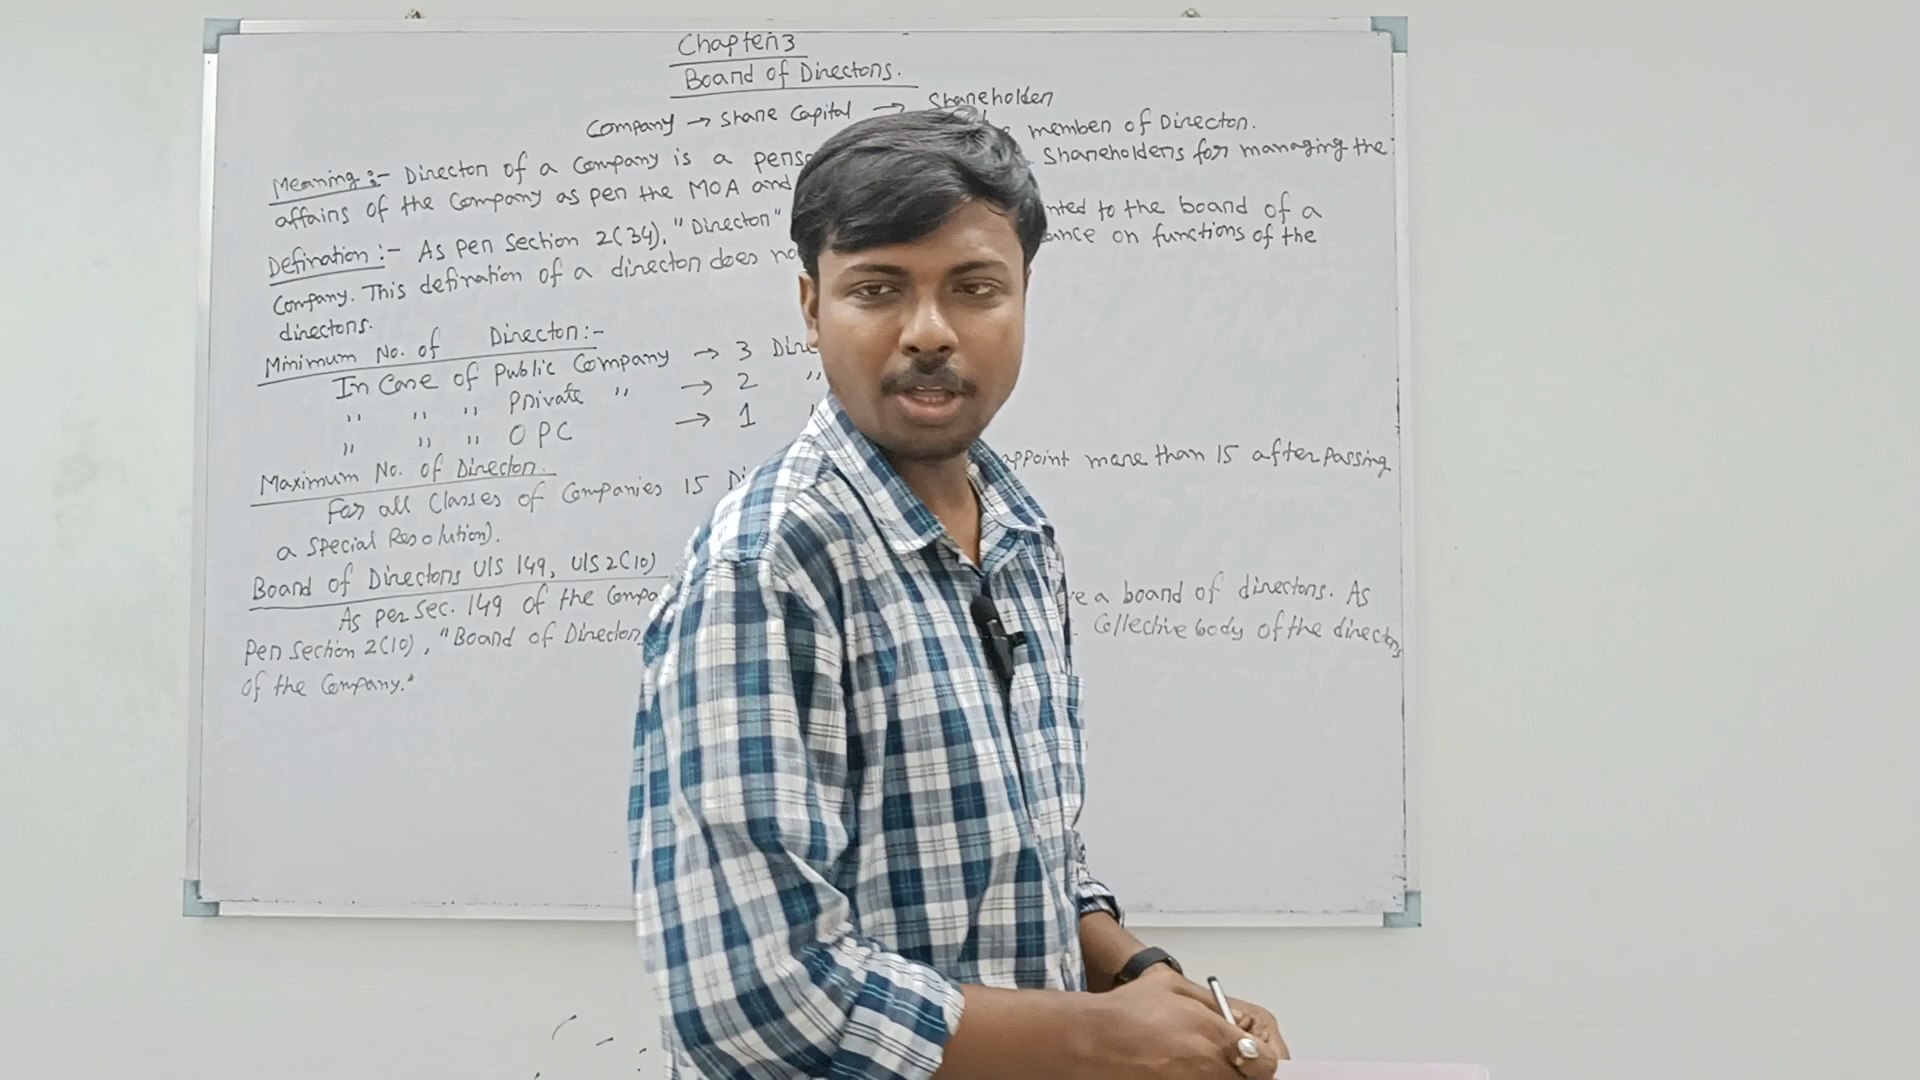 Chapter 3
Board of Directors.
Company → Share Capital → Shareholder
member of Director.
Meaning :- Director of a Company is a Shareholders for managing the
affairs of the Company as per the MOA and
Defination :- As per Section 2(34), "Director" to the board of a
Company. This defination of a director does on functions of the
directors.
Minimum No. of Director :-
In Case of Public Company → 3
" " " Private " → 2 "
" " " OPC → 1
Maximum No. of Director.
For all Classes of Companies 15 appoint more than 15 after passing
a Special Resolution).
Board of Directors U/S 149, U/S 2(10)
As per Sec. 149 of the a board of directors. As
per Section 2(10), "Board of Collective body of the directors
of the Company."